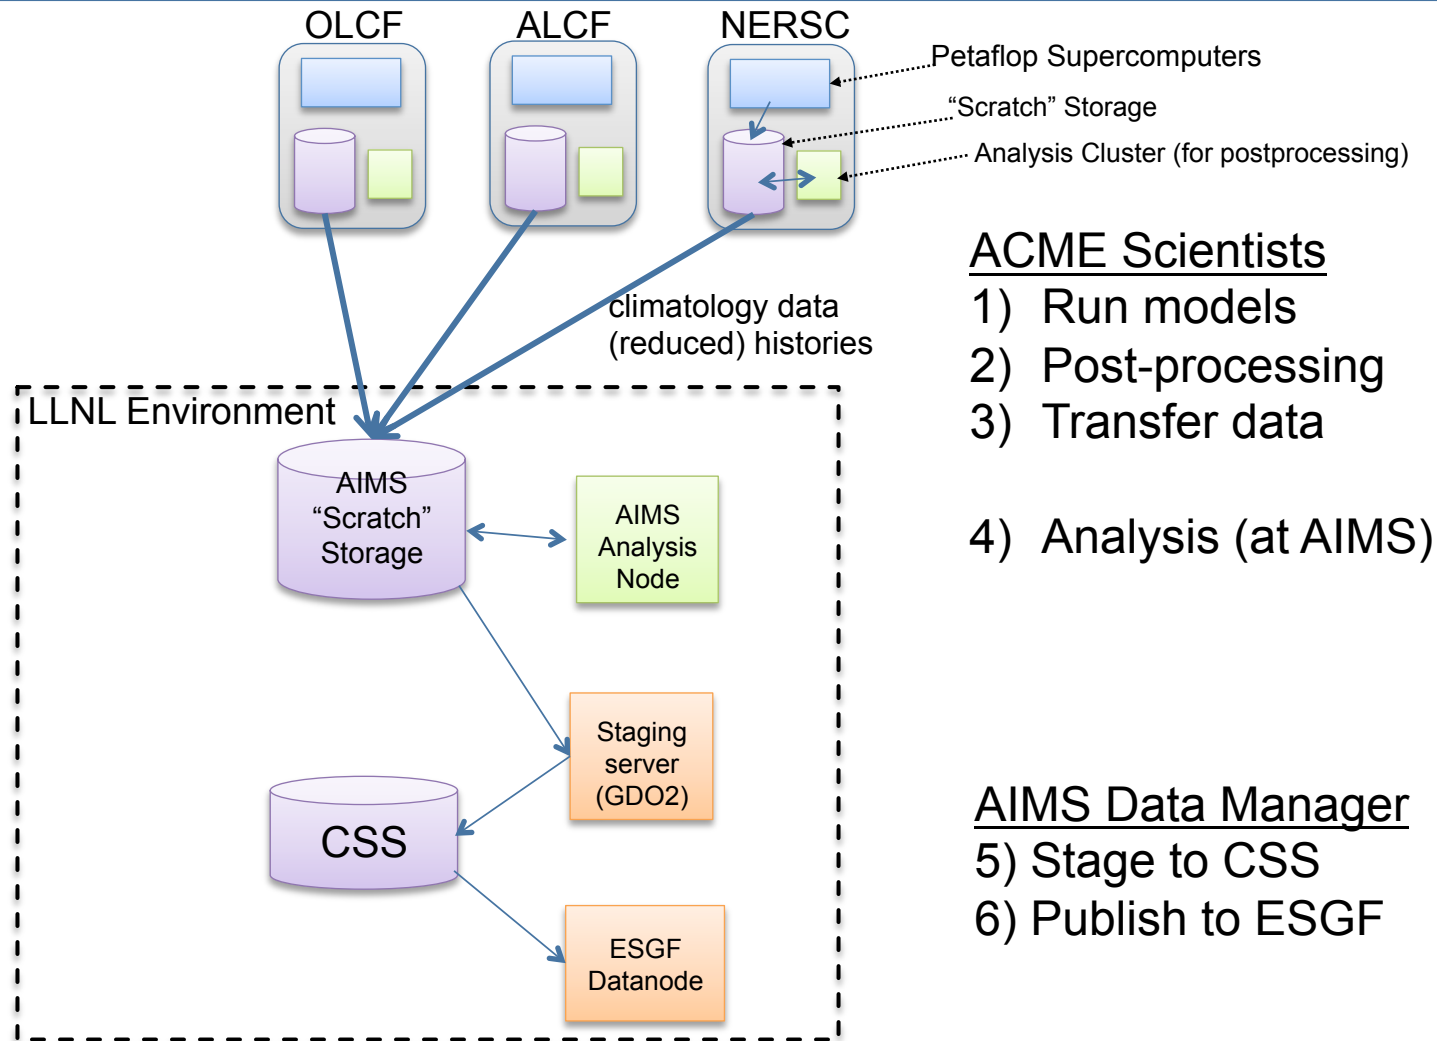 OLCF
ALCF
NERSC
Petaflop Supercomputers
“Scratch” Storage
Analysis Cluster (for postprocessing)
climatology data
(reduced) histories
ACME Scientists
1) Run models
2) Post-processing
3) Transfer data
4) Analysis (at AIMS)
LLNL Environment
AIMS
“Scratch”
Storage
AIMS
Analysis
Node
Staging
server
(GDO2)
CSS
ESGF
Datanode
AIMS Data Manager
5) Stage to CSS
6) Publish to ESGF